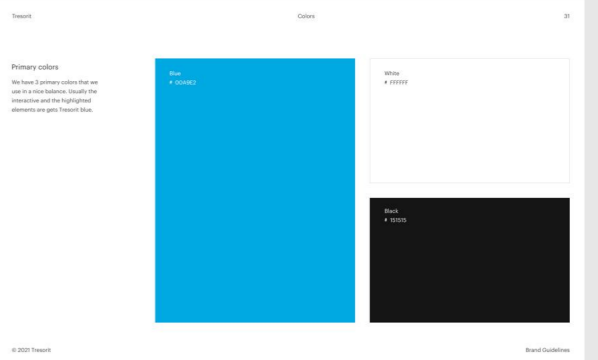 Tresorit
Colors
31
Primary colors
We have 3 primary colors that we
use in a nice balance. Usually the
interactive and the highlighted
elements are gets Tresorit blue.
Blue
# 00A9E2
White
# FFFFFF
Black
# 151515
© 2021 Tresorit
Brand Guidelines